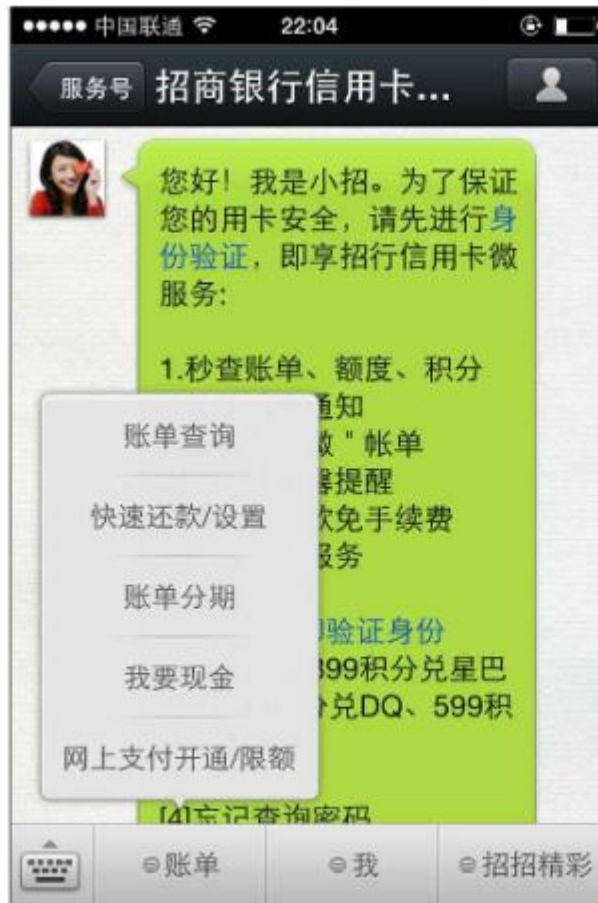 中国联通 22:04
服务号 招商银行信用卡...
您好！我是小招。为了保证
您的用卡安全，请先进行身
份验证，即享招行信用卡微
服务:
1.秒查账单、额度、积分
通知
"帐单
提醒
款免手续费
服务
验证身份
399积分兑星巴
兑DQ、599积
[4]忘记查询密码
账单查询
快速还款/设置
账单分期
我要现金
网上支付开通/限额
账单 我 招招精彩